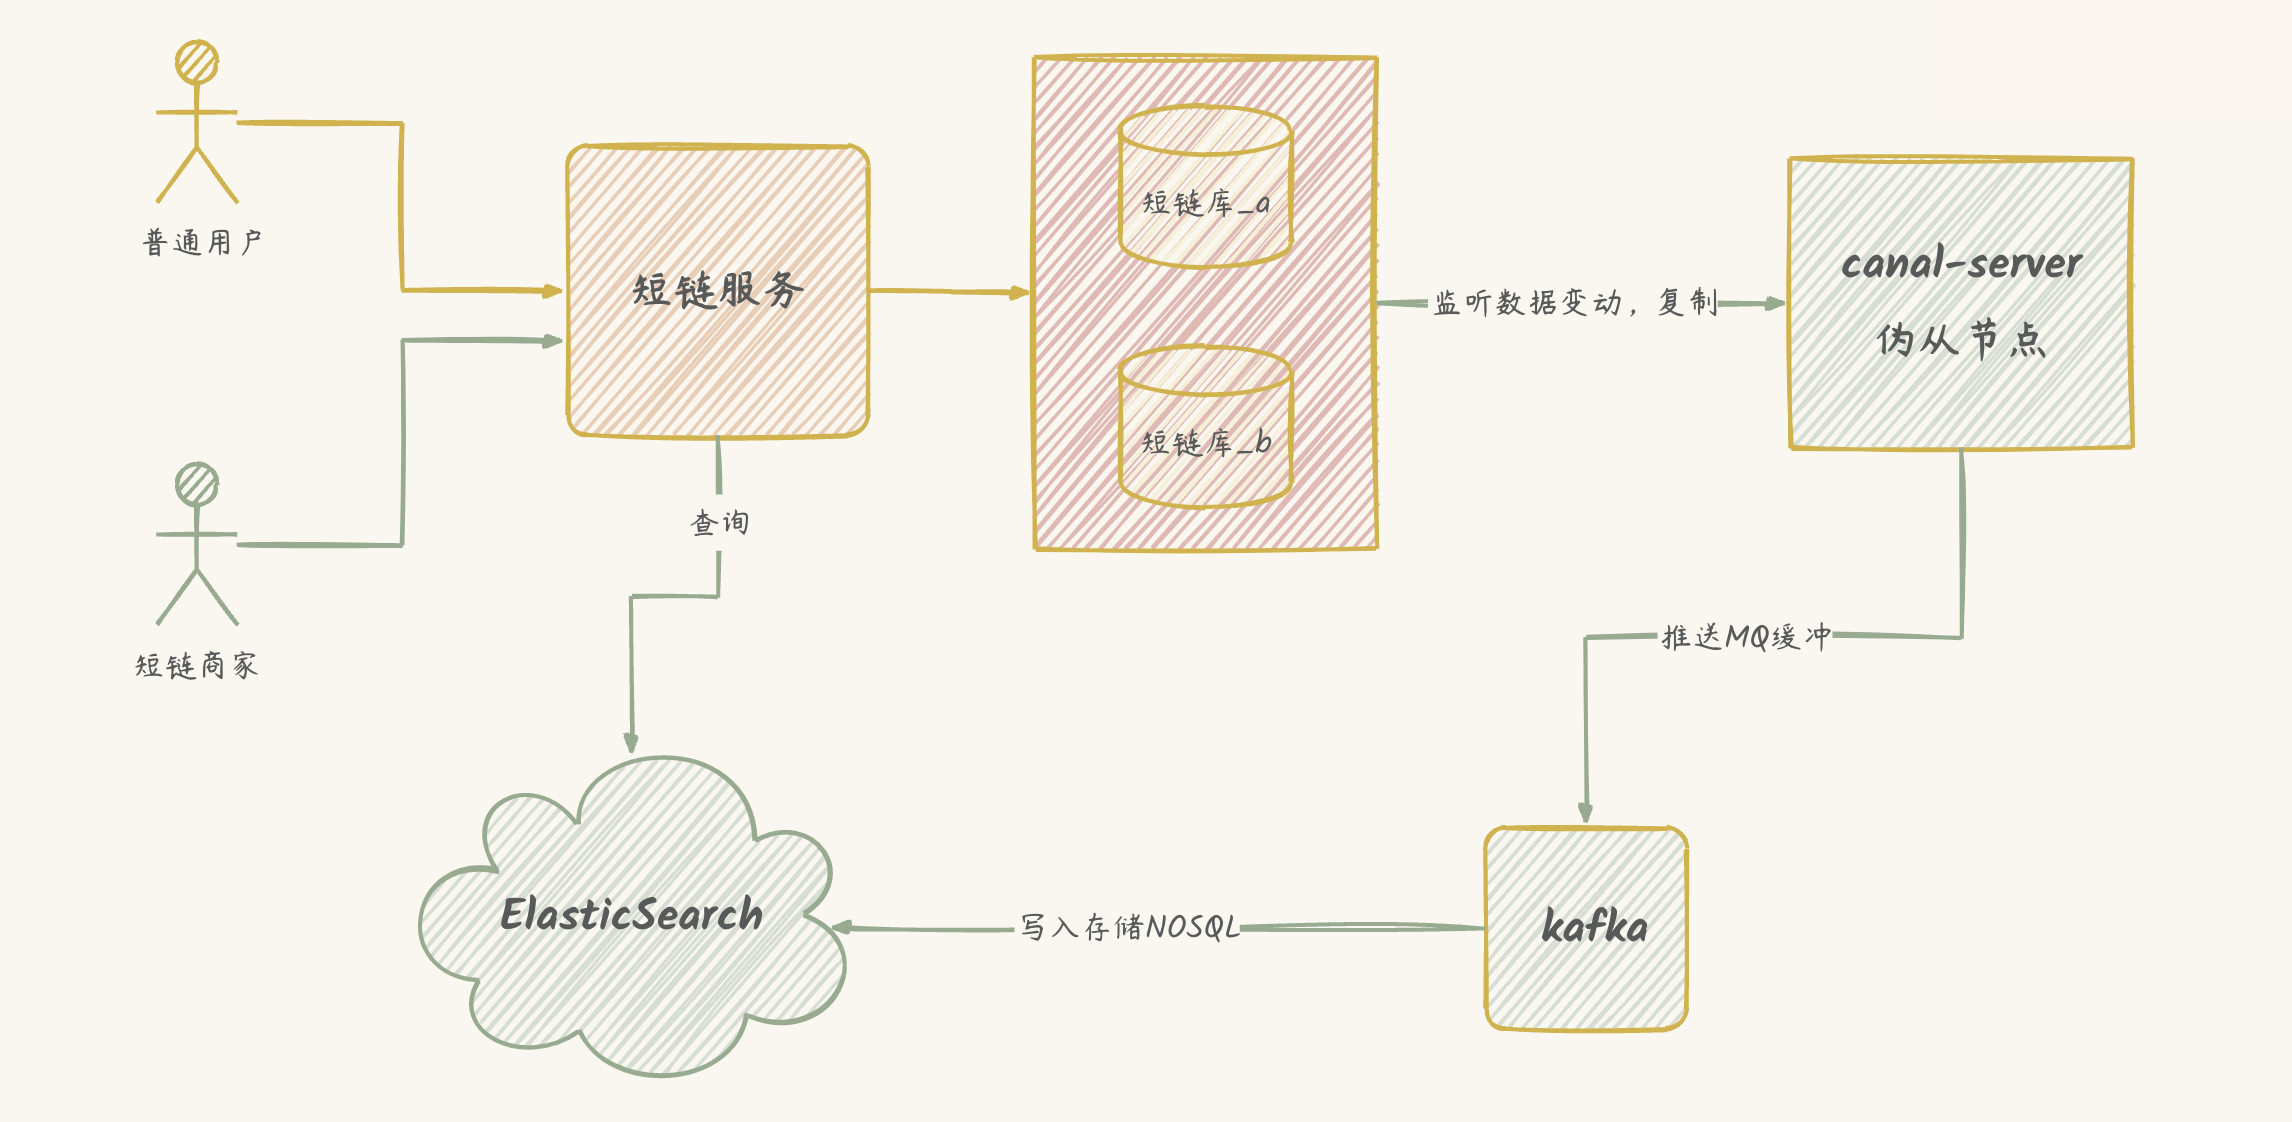 普通用户
短链商家
短链服务
短链库_a
短链库_b
监听数据变动，复制
canal-server
伪从节点
查询
推送MQ缓冲
ElasticSearch
写入存储NOSQL
kafka